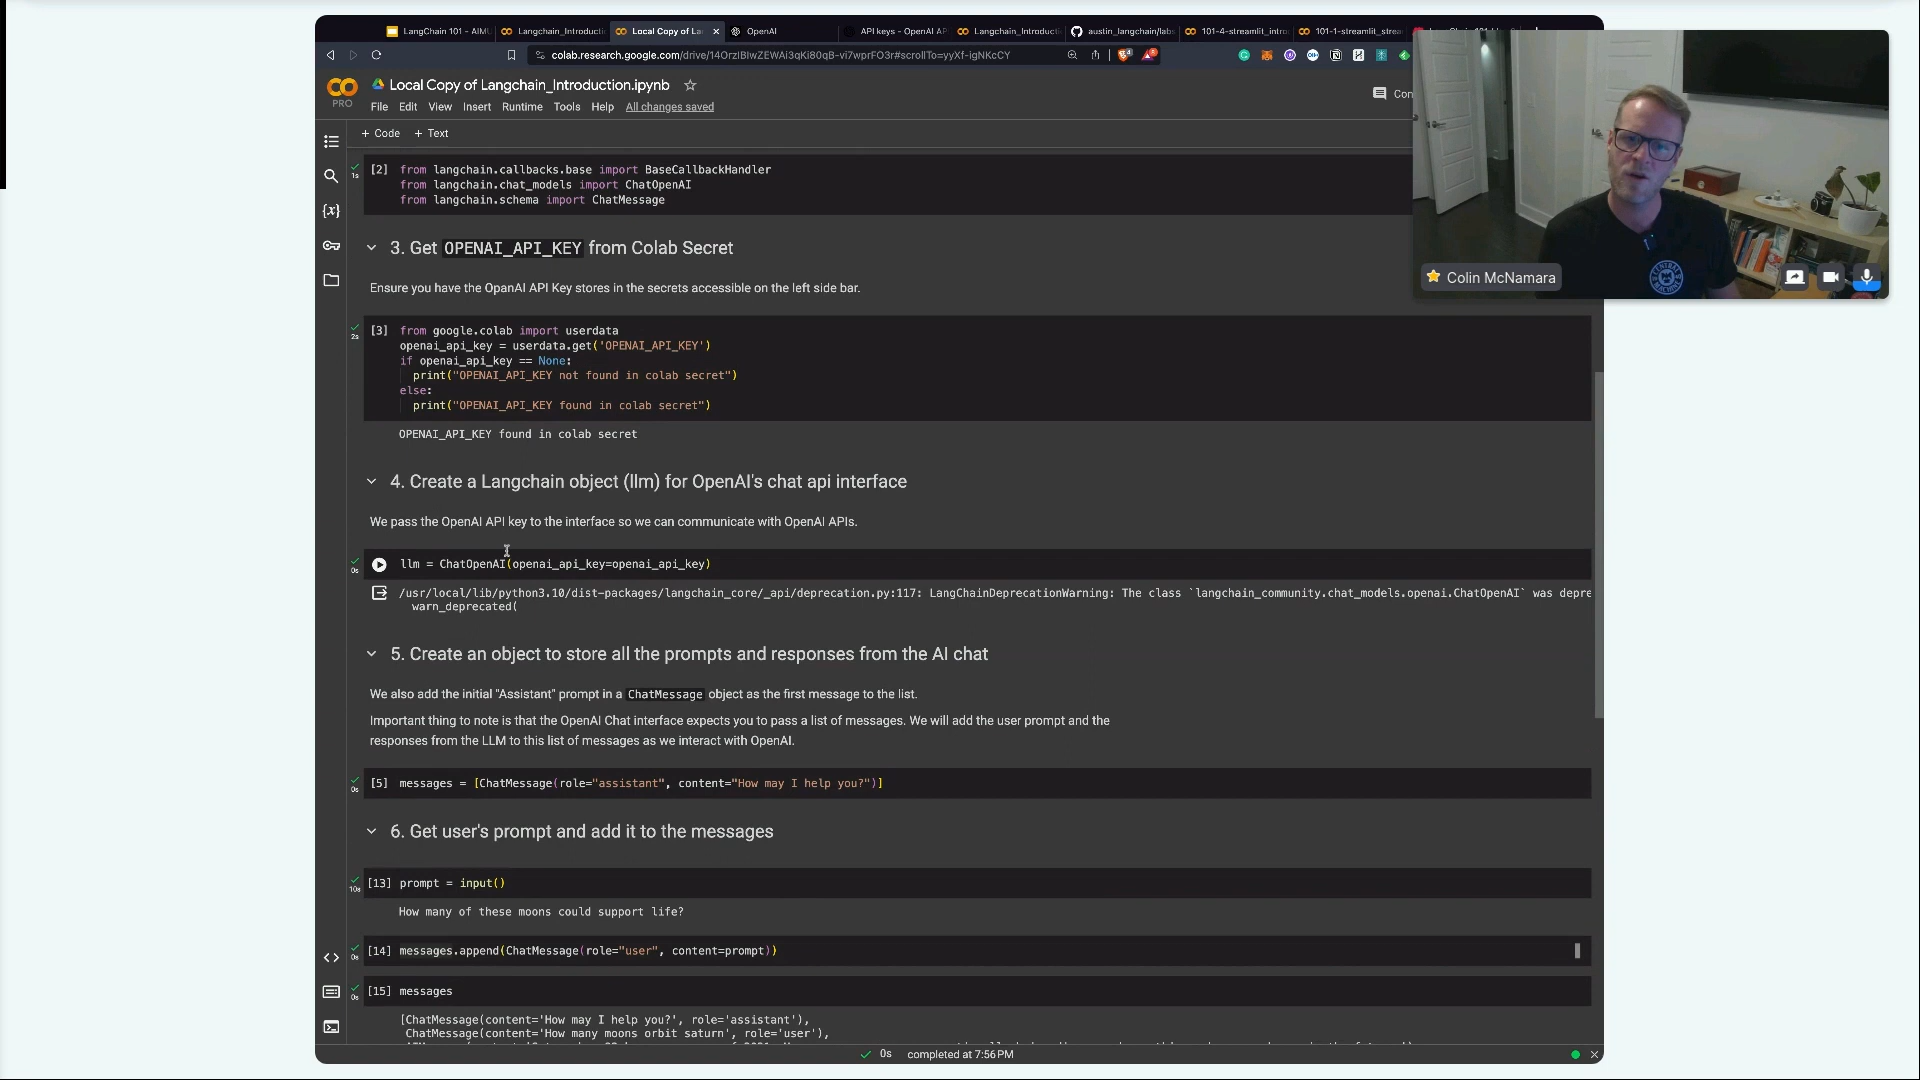 LangChain 101 - AIMU
Langchain_Introductio
Local Copy of La
OpenAI
API keys - OpenAI AP
Langchain_Introducti
austin_langchain/labs
101-4-streamlit_intro
101-1-streamlit_strea
colab.research.google.com/drive/14OrzIBlwZEWAi3qKi80qB-vi7wprFO3r#scrollTo=yyXf-igNKcCY
PRO
Local Copy of Langchain_Introduction.ipynb
File Edit View Insert Runtime Tools Help All changes saved
Con
+ Code + Text
[2] from langchain.callbacks.base import BaseCallbackHandler
1s
from langchain.chat_models import ChatOpenAI
from langchain.schema import ChatMessage
3. Get OPENAI_API_KEY from Colab Secret
Colin McNamara
Ensure you have the OpanAI API Key stores in the secrets accessible on the left side bar.
[3] from google.colab import userdata
2s
openai_api_key = userdata.get('OPENAI_API_KEY')
if openai_api_key == None:
print("OPENAI_API_KEY not found in colab secret")
else:
print("OPENAI_API_KEY found in colab secret")
OPENAI_API_KEY found in colab secret
4. Create a Langchain object (llm) for OpenAI's chat api interface
We pass the OpenAI API key to the interface so we can communicate with OpenAI APIs.
llm = ChatOpenAI(openai_api_key=openai_api_key)
0s
/usr/local/lib/python3.10/dist-packages/langchain_core/_api/deprecation.py:117: LangChainDeprecationWarning: The class `langchain_community.chat_models.openai.ChatOpenAI` was depre
warn_deprecated(
5. Create an object to store all the prompts and responses from the AI chat
We also add the initial "Assistant" prompt in a ChatMessage object as the first message to the list.
Important thing to note is that the OpenAI Chat interface expects you to pass a list of messages. We will add the user prompt and the
responses from the LLM to this list of messages as we interact with OpenAI.
[5] messages = [ChatMessage(role="assistant", content="How may I help you?")]
0s
6. Get user's prompt and add it to the messages
[13] prompt = input()
10s
How many of these moons could support life?
[14] messages.append(ChatMessage(role="user", content=prompt))
0s
[15] messages
0s
[ChatMessage(content='How may I help you?', role='assistant'),
ChatMessage(content='How many moons orbit saturn', role='user'),
0s completed at 7:56 PM